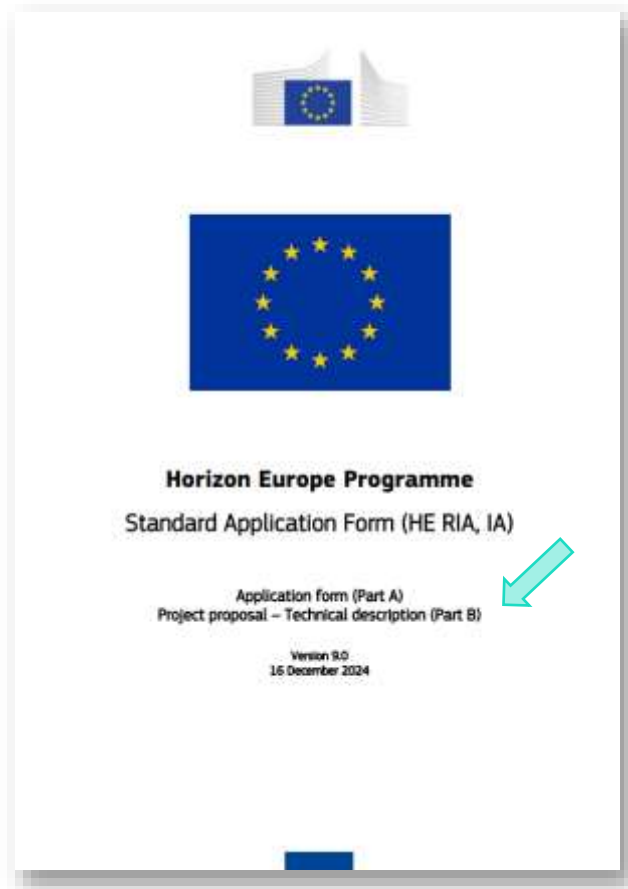 Horizon Europe Programme
Standard Application Form (HE RIA, IA)
Application form (Part A)
Project proposal – Technical description (Part B)
Version 9.0
16 December 2024